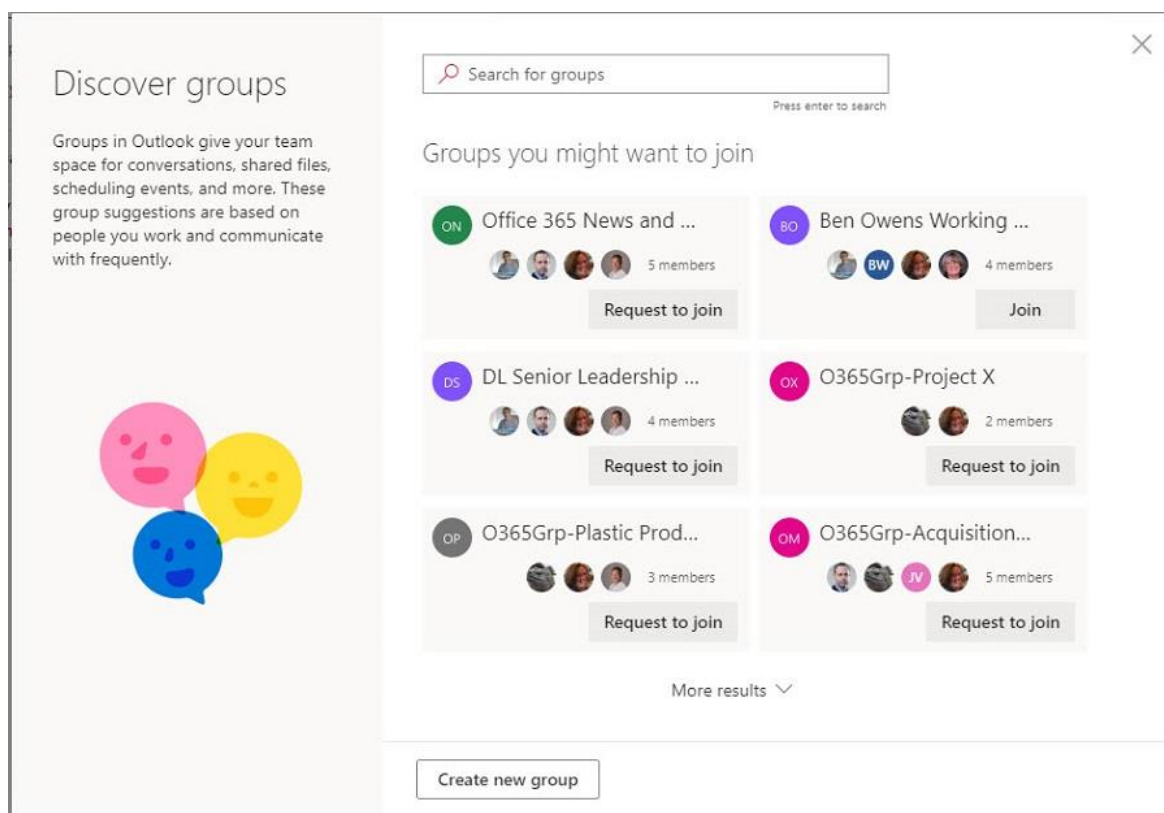 Discover groups
Groups in Outlook give your team
space for conversations, shared files,
scheduling events, and more. These
group suggestions are based on
people you work and communicate
with frequently.
Search for groups
Press enter to search
Groups you might want to join
ON Office 365 News and ...
5 members
Request to join
BO Ben Owens Working ...
BW 4 members
Join
DS DL Senior Leadership ...
4 members
Request to join
OX O365Grp-Project X
2 members
Request to join
OP O365Grp-Plastic Prod...
3 members
Request to join
OM O365Grp-Acquisition...
JV 5 members
Request to join
More results
Create new group